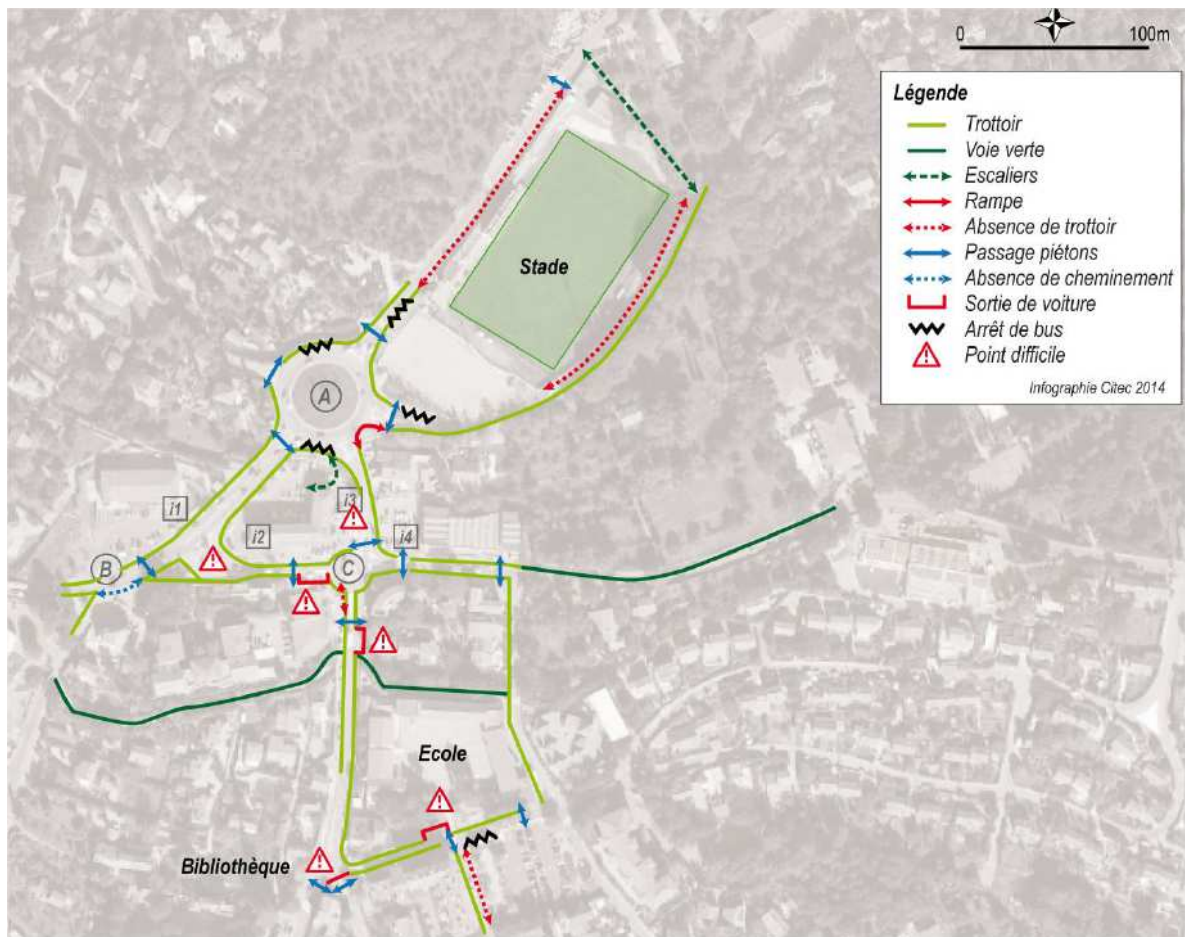 0 100m
Légende
Trottoir
Voie verte
Escaliers
Rampe
Absence de trottoir
Passage piétons
Absence de cheminement
Sortie de voiture
Arrêt de bus
Point difficile
Infographie Citec 2014
Stade
A
i1
i2
i3
i4
B
C
Ecole
Bibliothèque